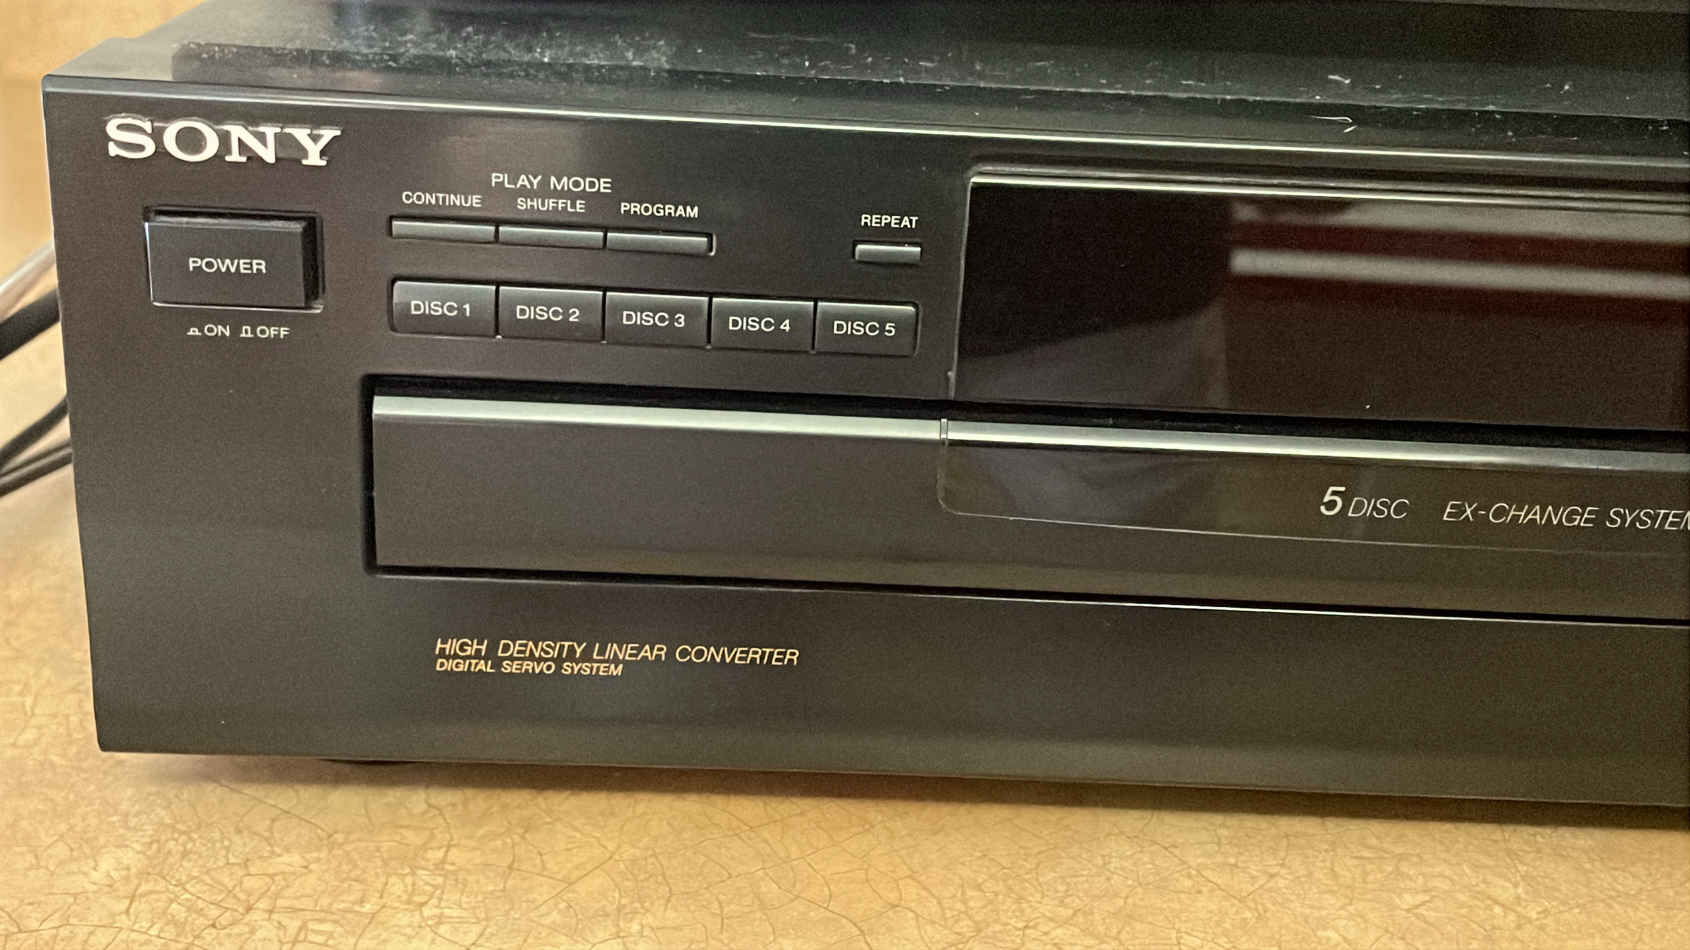 SONY
PLAY MODE
CONTINUE SHUFFLE PROGRAM
REPEAT
POWER
ON OFF
DISC 1 DISC 2 DISC 3 DISC 4 DISC 5
5 DISC EX-CHANGE SYSTEM
HIGH DENSITY LINEAR CONVERTER
DIGITAL SERVO SYSTEM